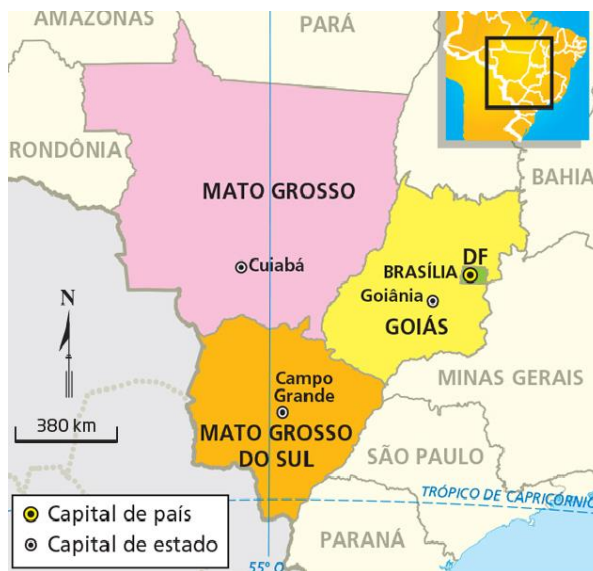 AMAZONAS
PARÁ
RONDÔNIA
MATO GROSSO
BAHIA
Cuiabá
DF
BRASÍLIA
Goiânia
GOIÁS
N
380 km
Campo
Grande
MATO GROSSO
DO SUL
MINAS GERAIS
SÃO PAULO
TRÓPICO DE CAPRICÓRNIO
PARANÁ
Capital de país
Capital de estado
55°